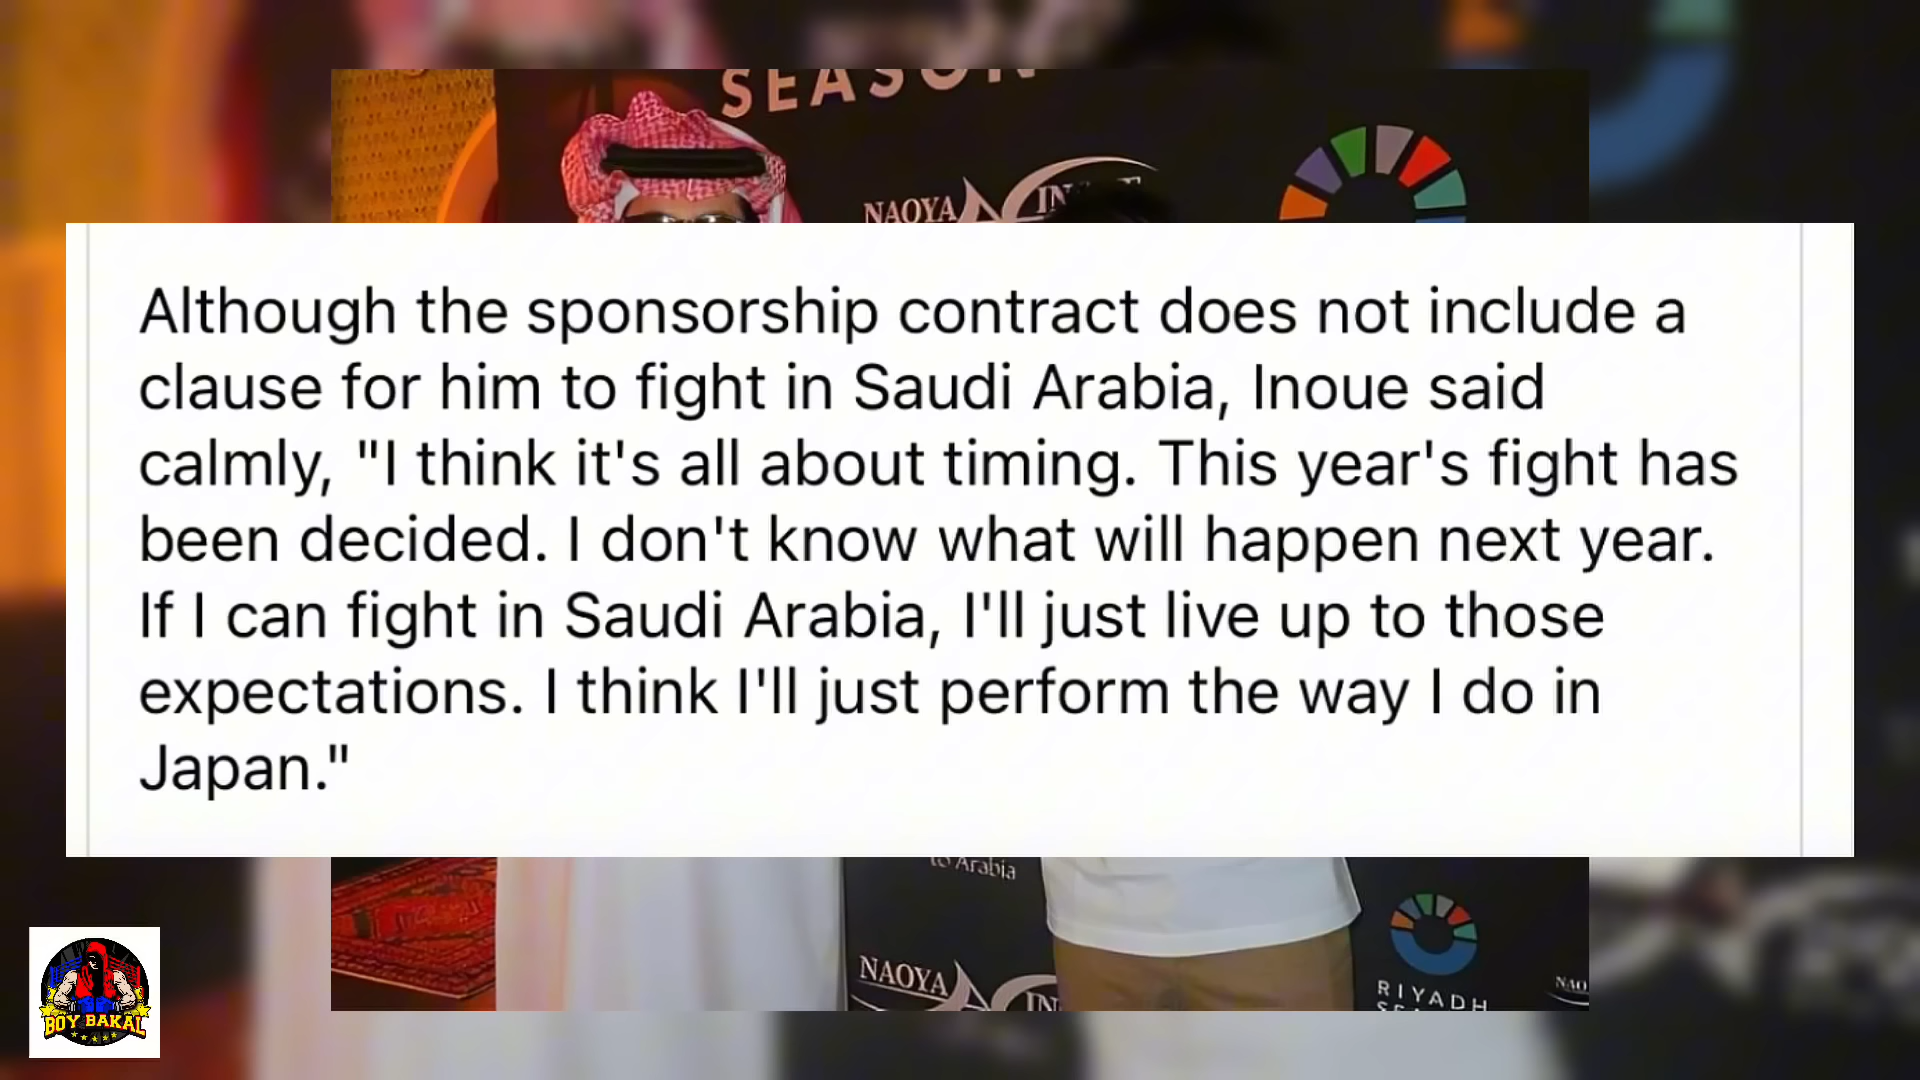 SEASON
NAOYA
Although the sponsorship contract does not include a
clause for him to fight in Saudi Arabia, Inoue said
calmly, "I think it's all about timing. This year's fight has
been decided. I don't know what will happen next year.
If I can fight in Saudi Arabia, I'll just live up to those
expectations. I think I'll just perform the way I do in
Japan."
to Arabia
NAOYA IN
RIYADH
NAO
BOY BAKAL